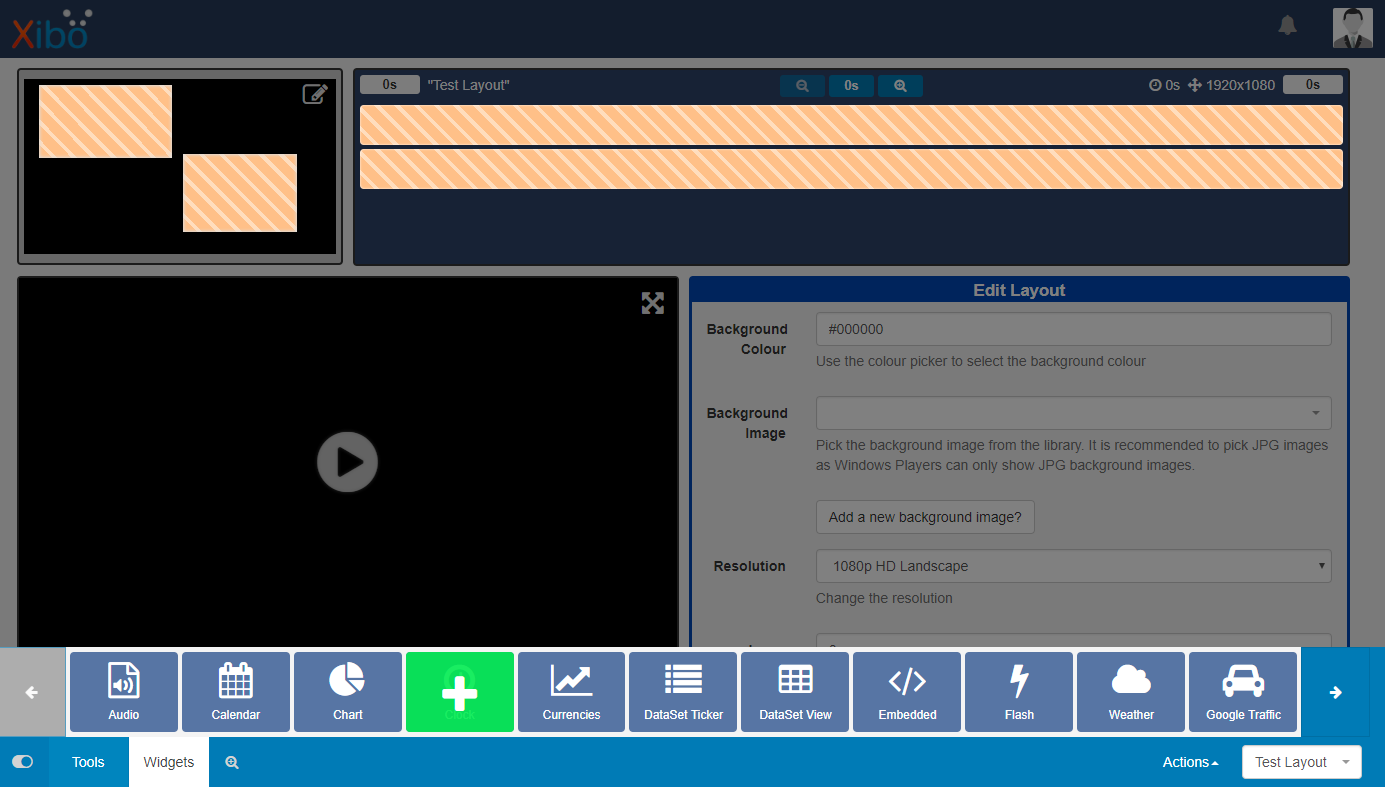 Xibo
0s "Test Layout" 0s 0s 1920x1080 0s
Edit Layout
Background Colour
#000000
Use the colour picker to select the background colour
Background Image
Pick the background image from the library. It is recommended to pick JPG images
as Windows Players can only show JPG background images.
Add a new background image?
Resolution
1080p HD Landscape
Change the resolution
Audio Calendar Chart Clock Currencies DataSet Ticker DataSet View Embedded Flash Weather Google Traffic
Tools Widgets Actions Test Layout